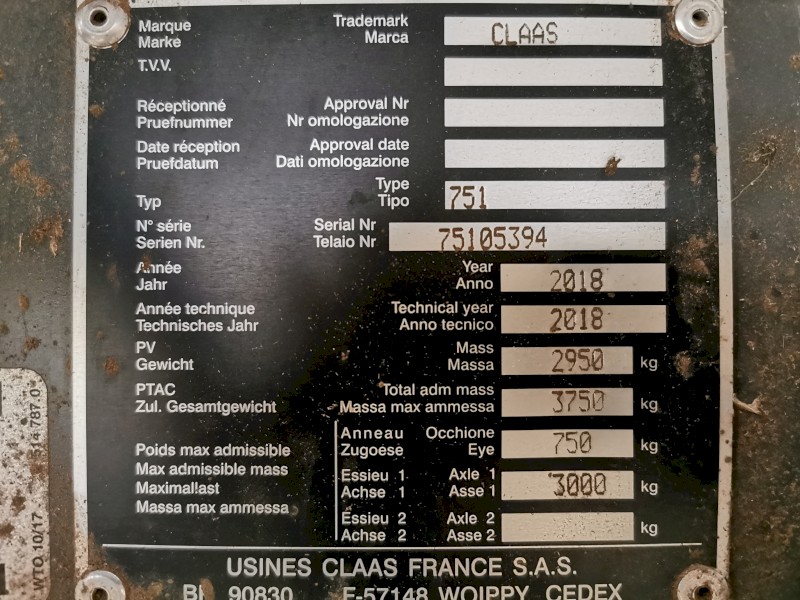 Marque Trademark CLAAS
Marke Marca
T.V.V.
Réceptionné Approval Nr
Pruefnummer Nr omologazione
Date réception Approval date
Pruefdatum Dati omologazione
Type
Typ Tipo 751
N° série Serial Nr
Serien Nr. Telaio Nr 75105394
Année Year
Jahr Anno 2018
Année technique Technical year
Technisches Jahr Anno tecnico 2018
PV Mass
Gewicht Massa 2950 kg
PTAC Total adm mass
Zul. Gesamtgewicht Massa max ammessa 3750 kg
Anneau Occhione
Poids max admissible Zugoese Eye 750 kg
Max admissible mass Essieu 1 Axle 1
Maximallast Achse 1 Asse 1 3000 kg
Massa max ammessa
Essieu 2 Axle 2
Achse 2 Asse 2 kg
USINES CLAAS FRANCE S.A.S.
90830 F-57148 WOIPPY CEDEX
WTO 10/17